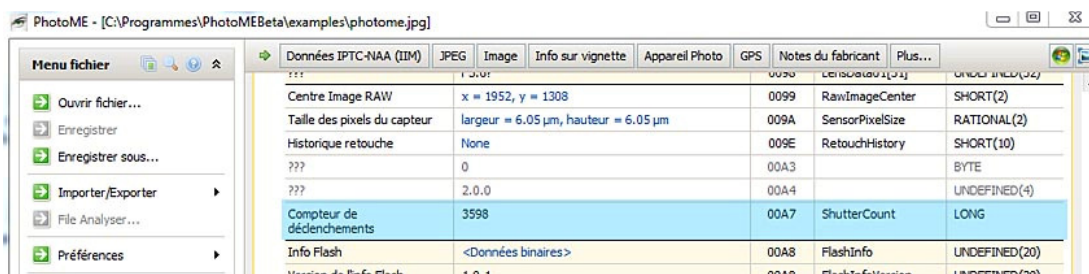 PhotoME - [C:\Programmes\PhotoMEBeta\examples\photome.jpg]
Menu fichier
Données IPTC-NAA (IIM) JPEG Image Info sur vignette Appareil Photo GPS Notes du fabricant Plus...
Ouvrir fichier...
Enregistrer
Enregistrer sous...
Importer/Exporter
File Analyser...
Préférences
Centre Image RAW x = 1952, y = 1308 0099 RawImageCenter SHORT(2)
Taille des pixels du capteur largeur = 6.05 µm, hauteur = 6.05 µm 009A SensorPixelSize RATIONAL(2)
Historique retouche None 009E RetouchHistory SHORT(10)
??? 0 00A3 BYTE
??? 2.0.0 00A4 UNDEFINED(4)
Compteur de 3598 00A7 ShutterCount LONG
déclenchements
Info Flash <Données binaires> 00A8 FlashInfo UNDEFINED(20)